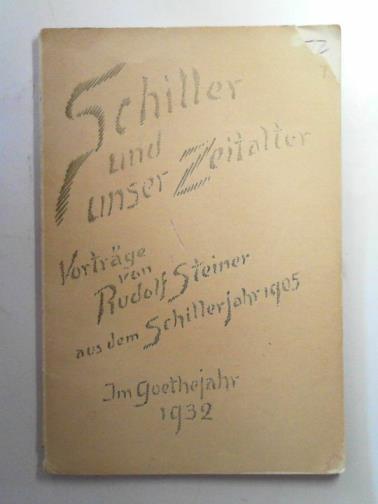 Schiller
und
unser Zeitalter
Vorträge
von
Rudolf Steiner
aus dem Schillerjahr 1905
Im Goethejahr
1932